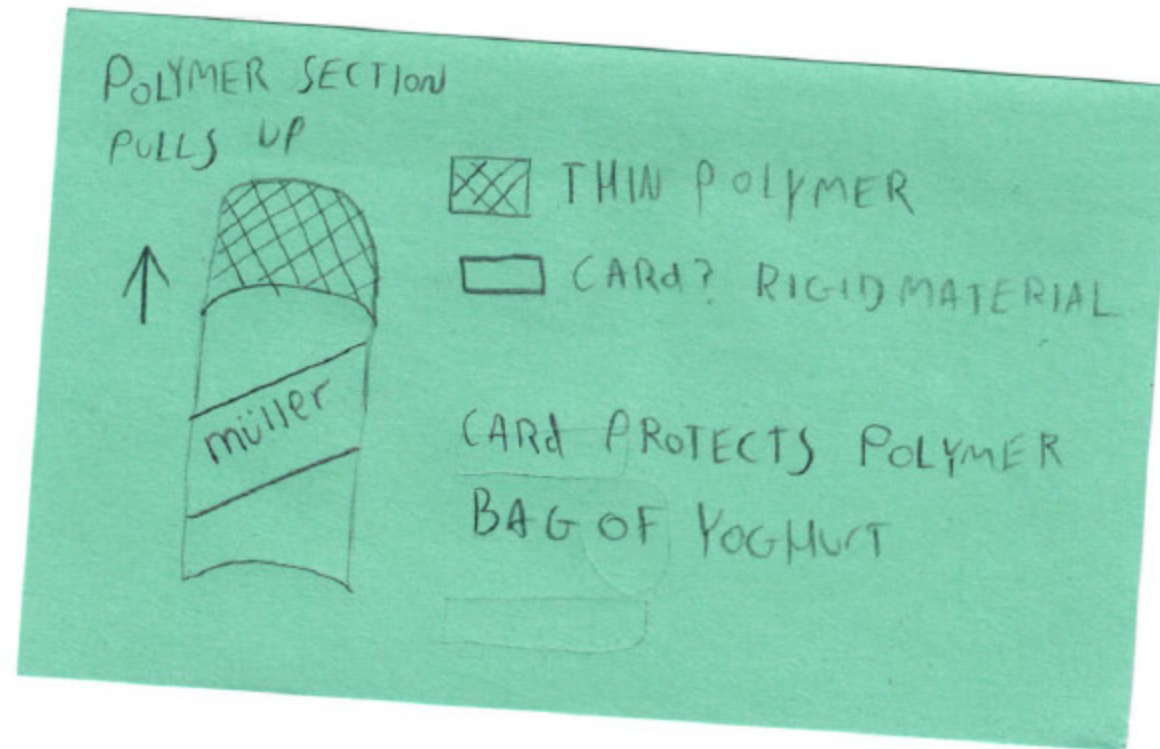 POLYMER SECTION
PULLS UP
THIN POLYMER
CARd? RIGID MATERIAL
müller
CARd PROTECTS POLYMER
BAG OF YOGHURT